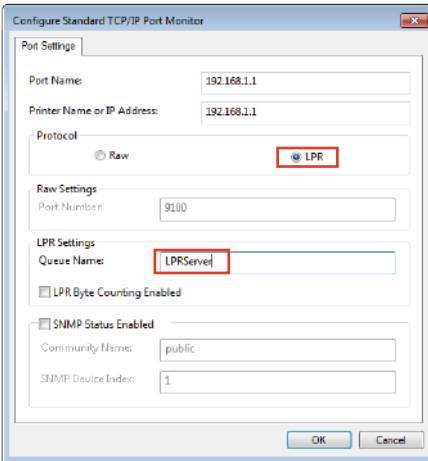 Configure Standard TCP/IP Port Monitor
Port Settings
Port Name: 192.168.1.1
Printer Name or IP Address: 192.168.1.1
Protocol
Raw LPR
Raw Settings
Port Number: 9100
LPR Settings
Queue Name: LPRServer
LPR Byte Counting Enabled
SNMP Status Enabled
Community Name: public
SNMP Device Index: 1
OK Cancel